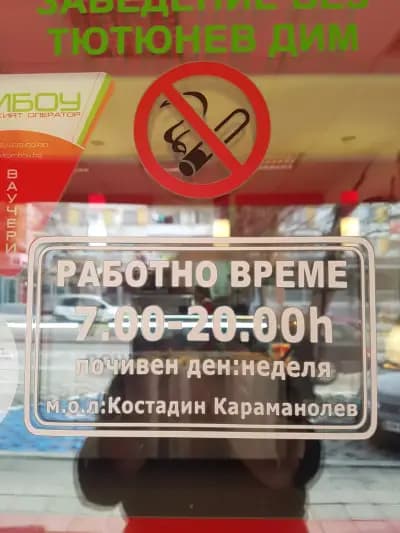 ЗАВЕДЕНИЕ БЕЗ
ТЮТЮНЕВ ДИМ
ИБОУ
ВАУЧЕРИ
РАБОТНО ВРЕМЕ
7.00-20.00h
почивен ден:неделя
м.о.л:Костадин Караманолев